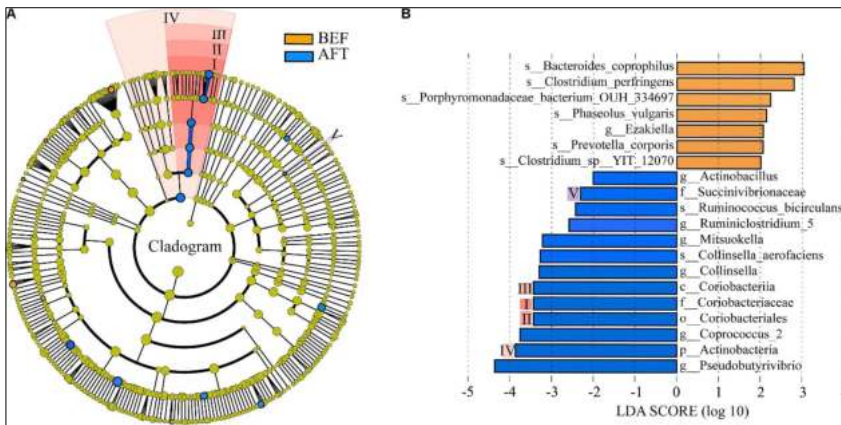 A
IV
III
II
I
BEF
AFT
V
Cladogram
B
s__Bacteroides_coprophilus
s__Clostridium_perfringens
s__Porphyromonadaceae_bacterium_OUH_334697
s__Phaseolus_vulgaris
g__Ezakiella
s__Prevotella_corporis
s__Clostridium_sp__YIT_12070
g__Actinobacillus
V f__Succinivibrionaceae
s__Ruminococcus_bicirculans
g__Ruminiclostridium_5
g__Mitsuokella
s__Collinsella_aerofaciens
g__Collinsella
III c__Coriobacteriia
I f__Coriobacteriaceae
II o__Coriobacteriales
g__Coprococcus_2
IV p__Actinobacteria
g__Pseudobutyrivibrio
-5 -4 -3 -2 -1 0 1 2 3
LDA SCORE (log 10)